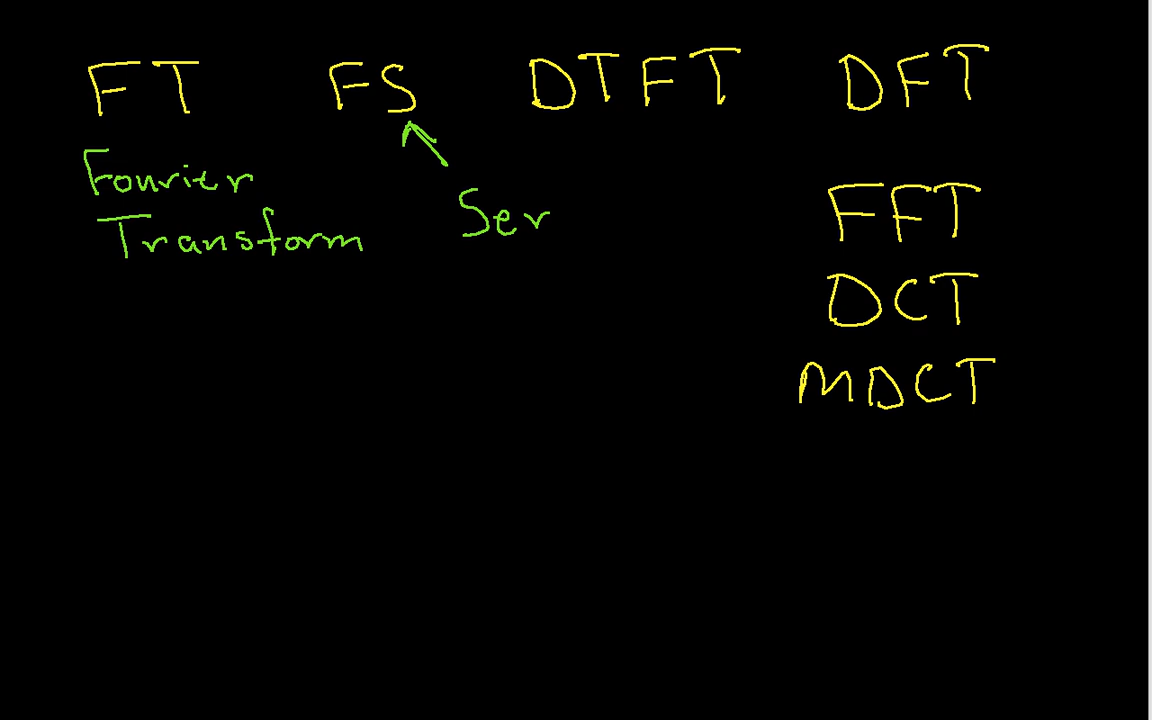 FT FS DTFT DFT
Fourier
Transform
Ser
FFT
DCT
MDCT